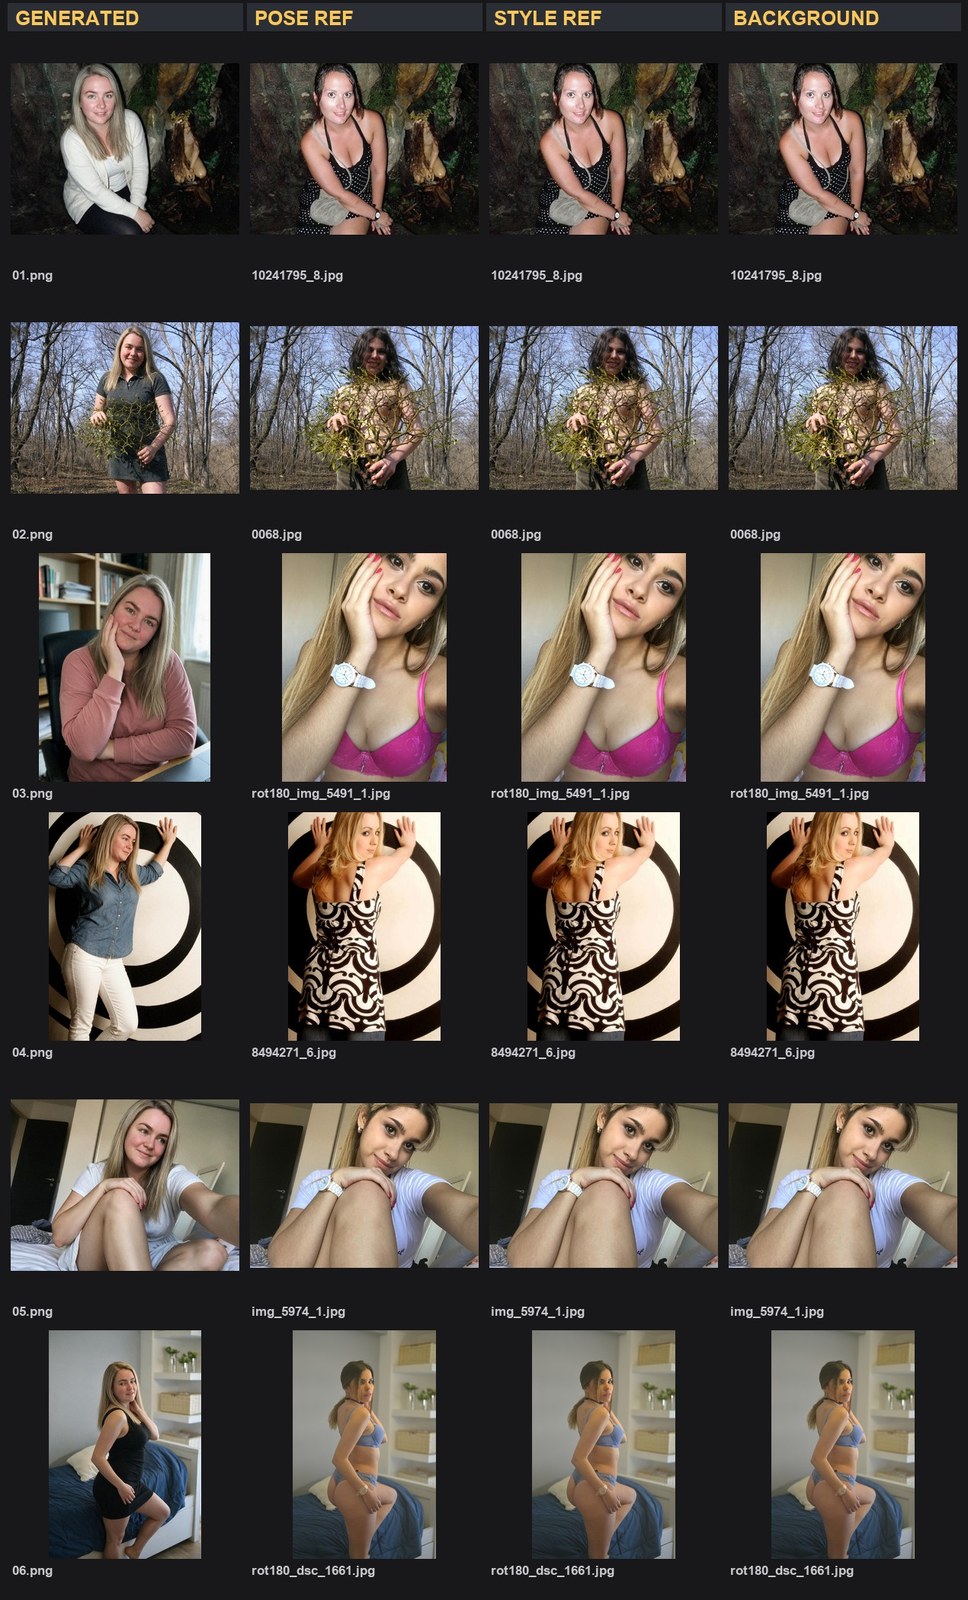 GENERATED POSE REF STYLE REF BACKGROUND
01.png 10241795_8.jpg 10241795_8.jpg 10241795_8.jpg
02.png 0068.jpg 0068.jpg 0068.jpg
03.png rot180_img_5491_1.jpg rot180_img_5491_1.jpg rot180_img_5491_1.jpg
04.png 8494271_6.jpg 8494271_6.jpg 8494271_6.jpg
05.png img_5974_1.jpg img_5974_1.jpg img_5974_1.jpg
06.png rot180_dsc_1661.jpg rot180_dsc_1661.jpg rot180_dsc_1661.jpg